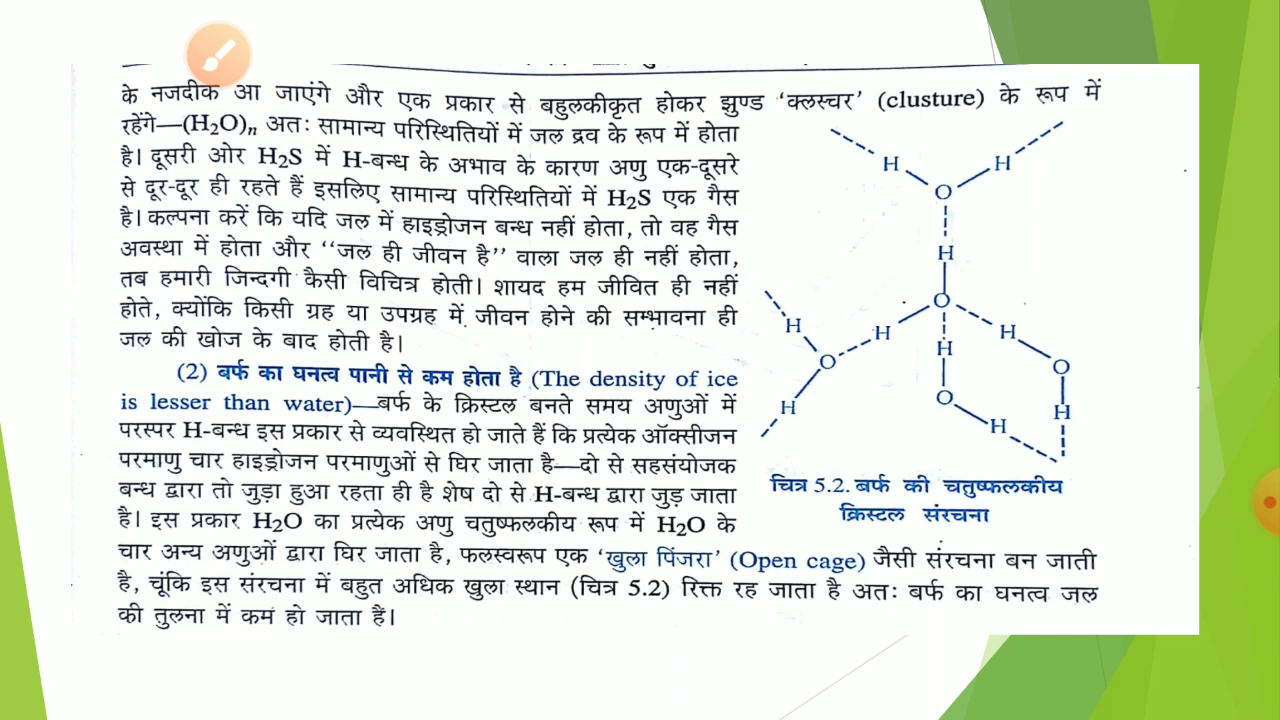 के नजदीक आ जाएंगे और एक प्रकार से बहुलकीकृत होकर झुण्ड 'क्लस्चर' (clusture) के रूप में
रहेंगे—(H₂O)ₙ अतः सामान्य परिस्थितियों में जल द्रव के रूप में होता
है। दूसरी ओर H₂S में H-बन्ध के अभाव के कारण अणु एक-दूसरे
से दूर-दूर ही रहते हैं इसलिए सामान्य परिस्थितियों में H₂S एक गैस
है। कल्पना करें कि यदि जल में हाइड्रोजन बन्ध नहीं होता, तो वह गैस
अवस्था में होता और ''जल ही जीवन है'' वाला जल ही नहीं होता,
तब हमारी जिन्दगी कैसी विचित्र होती। शायद हम जीवित ही नहीं
होते, क्योंकि किसी ग्रह या उपग्रह में जीवन होने की सम्भावना ही
जल की खोज के बाद होती है।
(2) बर्फ का घनत्व पानी से कम होता है (The density of ice
is lesser than water)—बर्फ के क्रिस्टल बनते समय अणुओं में
परस्पर H-बन्ध इस प्रकार से व्यवस्थित हो जाते हैं कि प्रत्येक ऑक्सीजन
परमाणु चार हाइड्रोजन परमाणुओं से घिर जाता है—दो से सहसंयोजक
बन्ध द्वारा तो जुड़ा हुआ रहता ही है शेष दो से H-बन्ध द्वारा जुड़ जाता
है। इस प्रकार H₂O का प्रत्येक अणु चतुष्फलकीय रूप में H₂O के
चार अन्य अणुओं द्वारा घिर जाता है, फलस्वरूप एक 'खुला पिंजरा' (Open cage) जैसी संरचना बन जाती
है, चूंकि इस संरचना में बहुत अधिक खुला स्थान (चित्र 5.2) रिक्त रह जाता है अतः बर्फ का घनत्व जल
की तुलना में कम हो जाता है।
H H
O
H
O
H H H
O O
H O H
H
चित्र 5.2. बर्फ की चतुष्फलकीय
क्रिस्टल संरचना